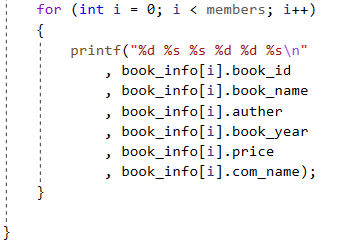 for (int i = 0; i < members; i++)
{
    printf("%d %s %s %d %d %s\n"
        , book_info[i].book_id
        , book_info[i].book_name
        , book_info[i].auther
        , book_info[i].book_year
        , book_info[i].price
        , book_info[i].com_name);
}
}